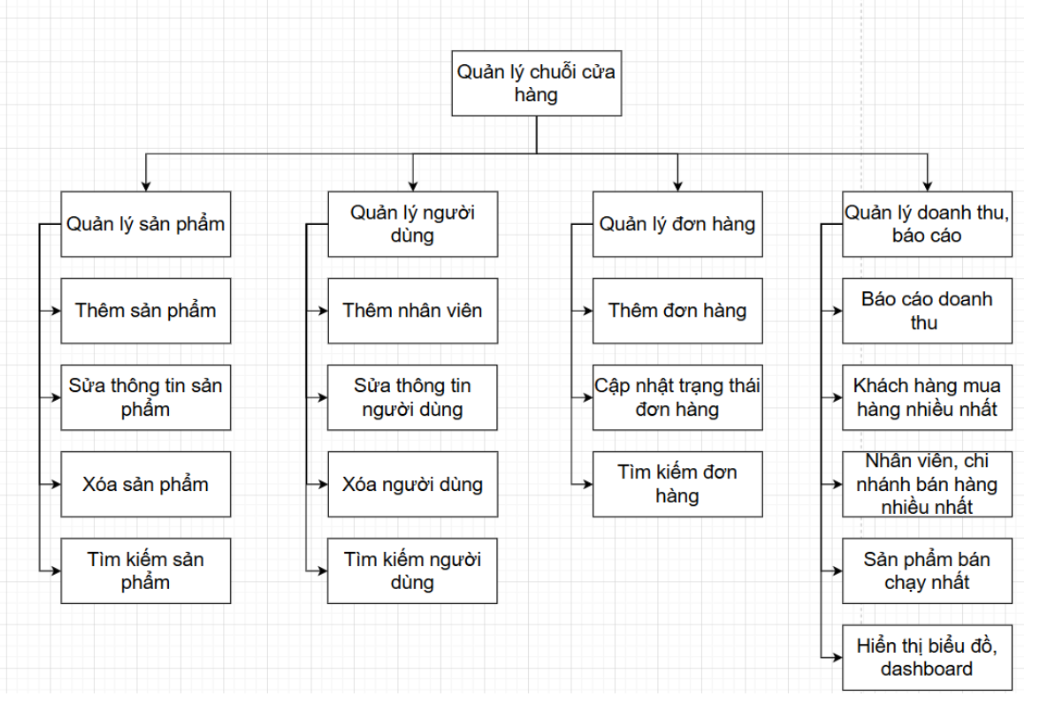 Quản lý chuỗi cửa
hàng
Quản lý sản phẩm
Thêm sản phẩm
Sửa thông tin sản
phẩm
Xóa sản phẩm
Tìm kiếm sản
phẩm
Quản lý người
dùng
Thêm nhân viên
Sửa thông tin
người dùng
Xóa người dùng
Tìm kiếm người
dùng
Quản lý đơn hàng
Thêm đơn hàng
Cập nhật trạng thái
đơn hàng
Tìm kiếm đơn
hàng
Quản lý doanh thu,
báo cáo
Báo cáo doanh
thu
Khách hàng mua
hàng nhiều nhất
Nhân viên, chi
nhánh bán hàng
nhiều nhất
Sản phẩm bán
chạy nhất
Hiển thị biểu đồ,
dashboard